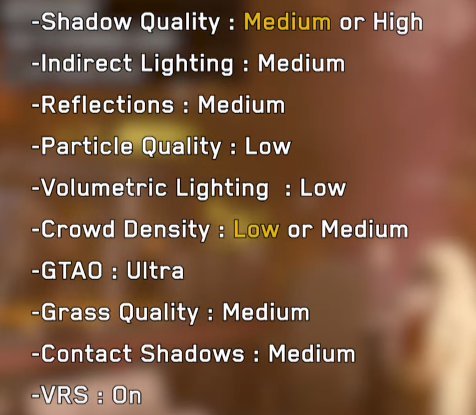 -Shadow Quality : Medium or High
-Indirect Lighting : Medium
-Reflections : Medium
-Particle Quality : Low
-Volumetric Lighting  : Low
-Crowd Density : Low or Medium
-GTAO : Ultra
-Grass Quality : Medium
-Contact Shadows : Medium
-VRS : On